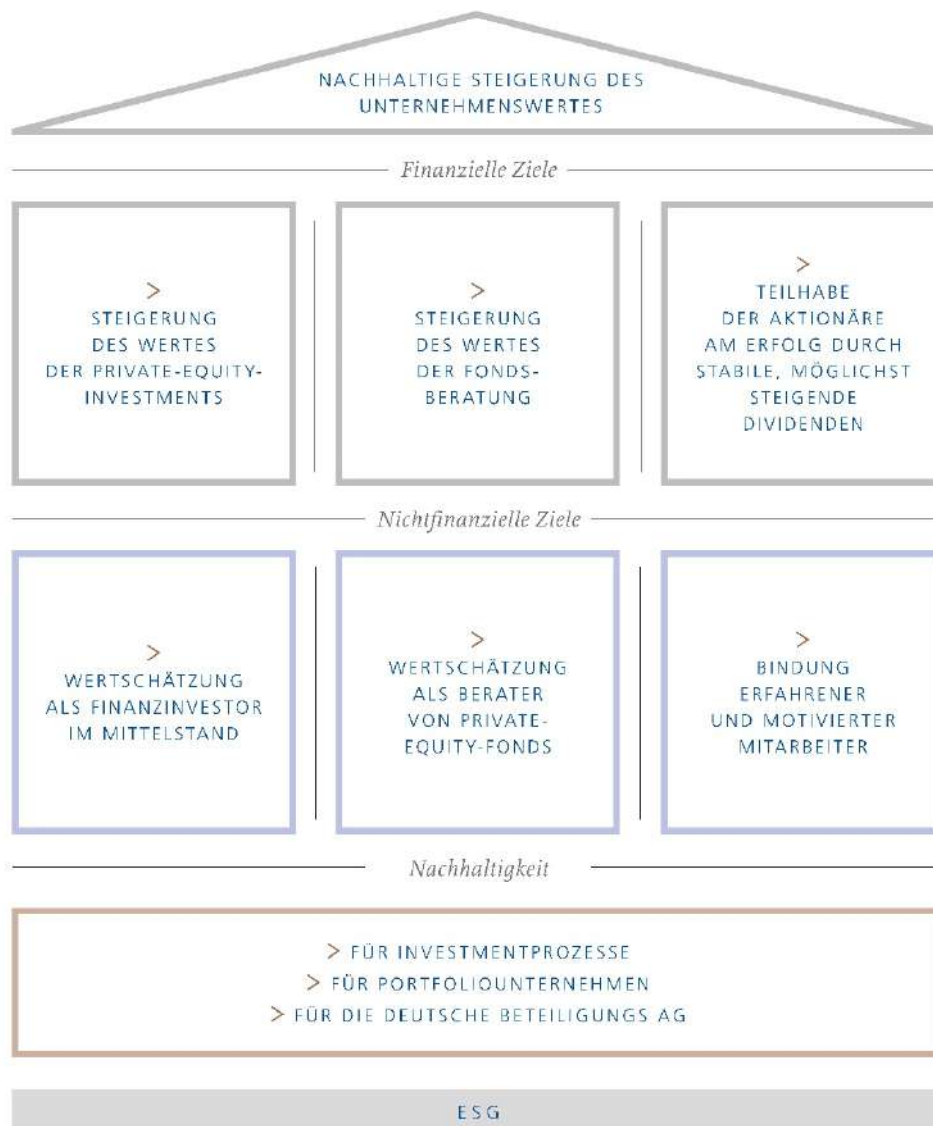 NACHHALTIGE STEIGERUNG DES
UNTERNEHMENSWERTES
Finanzielle Ziele
>
STEIGERUNG
DES WERTES
DER PRIVATE-EQUITY-
INVESTMENTS
>
STEIGERUNG
DES WERTES
DER FONDS-
BERATUNG
>
TEILHABE
DER AKTIONÄRE
AM ERFOLG DURCH
STABILE, MÖGLICHST
STEIGENDE
DIVIDENDEN
Nichtfinanzielle Ziele
>
WERTSCHÄTZUNG
ALS FINANZINVESTOR
IM MITTELSTAND
>
WERTSCHÄTZUNG
ALS BERATER
VON PRIVATE-
EQUITY-FONDS
>
BINDUNG
ERFAHRENER
UND MOTIVIERTER
MITARBEITER
Nachhaltigkeit
> FÜR INVESTMENTPROZESSE
> FÜR PORTFOLIOUNTERNEHMEN
> FÜR DIE DEUTSCHE BETEILIGUNGS AG
ESG